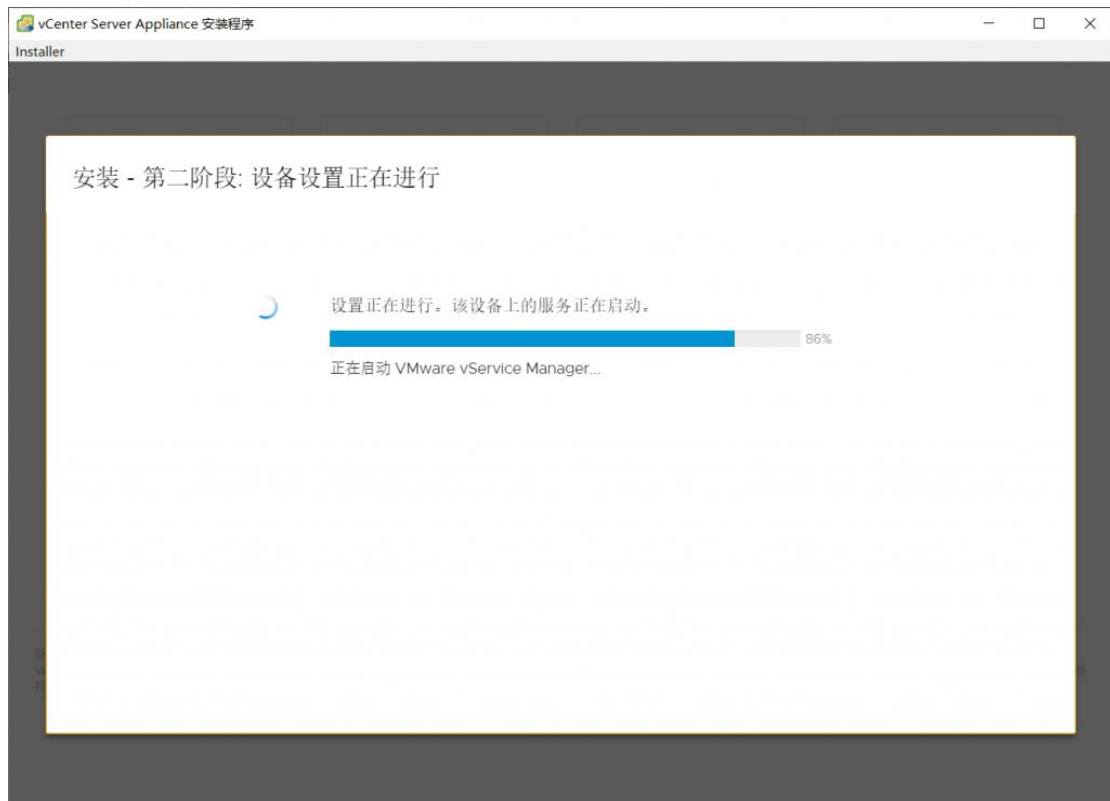 vCenter Server Appliance 安装程序
Installer
安装 - 第二阶段: 设备设置正在进行
设置正在进行。该设备上的服务正在启动。
86%
正在启动 VMware vService Manager...